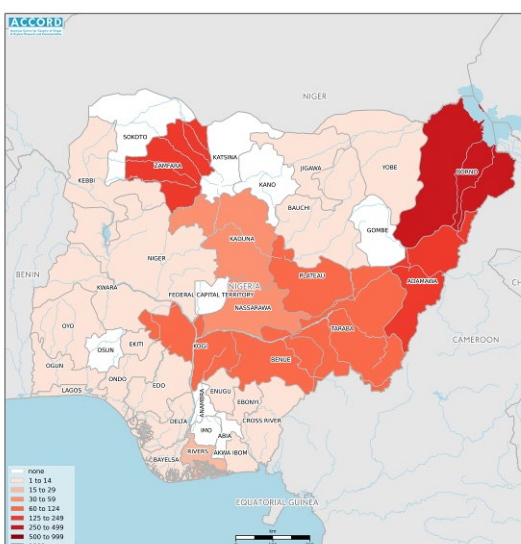 ACCORD
NIGER
SOKOTO
KATSINA
ZAMFARA
KANO
JIGAWA
YOBE
BORNO
KEBBI
BAUCHI
GOMBE
KADUNA
BENIN
NIGER
NIGERIA
PLATEAU
ADAMAWA
KWARA
FEDERAL CAPITAL TERRITORY
NASSARAWA
TARABA
OYO
OSUN
EKITI
KOGI
BENUE
CAMEROON
OGUN
ONDO
LAGOS
EDO
ENUGU
ANAMBRA
EBONYI
DELTA
CROSS RIVER
IMO
ABIA
BAYELSA
RIVERS
AKWA IBOM
EQUATORIAL GUINEA
none
1 to 14
15 to 29
30 to 59
60 to 124
125 to 249
250 to 499
500 to 999
km